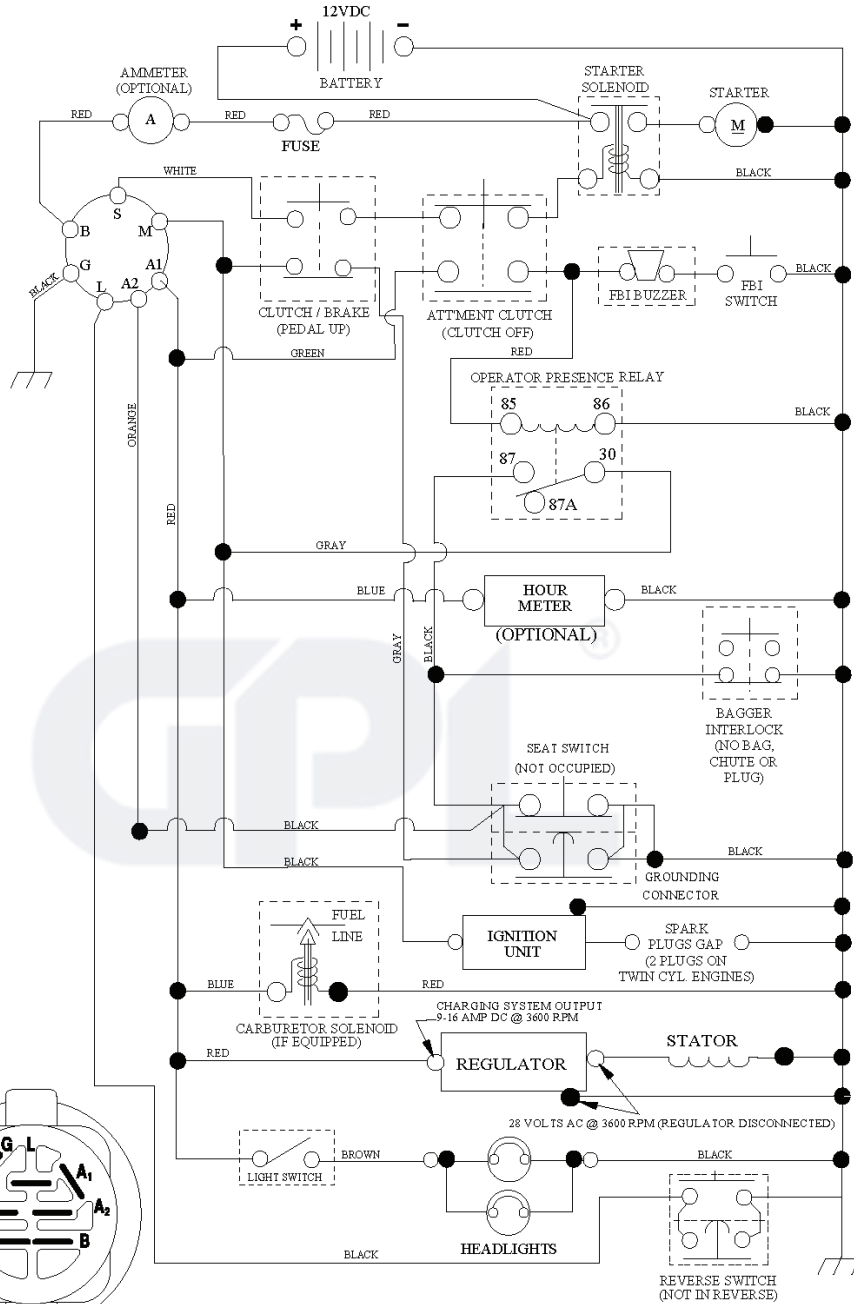 12VDC
+
-
BATTERY
AMMETER
(OPTIONAL)
STARTER
SOLENOID
STARTER
RED
A
RED
RED
FUSE
M
WHITE
BLACK
S
B
M
G
A1
L
A2
BLACK
BLACK
FBI BUZZER
FBI
SWITCH
CLUTCH / BRAKE
(PEDAL UP)
ATT'MENT CLUTCH
(CLUTCH OFF)
GREEN
RED
OPERATOR PRESENCE RELAY
85
86
BLACK
ORANGE
87
30
87A
RED
GRAY
BLUE
HOUR
METER
(OPTIONAL)
BLACK
GRAY
BLACK
GPL
®
BAGGER
INTERLOCK
(NO BAG,
CHUTE OR
PLUG)
SEAT SWITCH
(NOT OCCUPIED)
BLACK
BLACK
BLACK
GROUNDING
CONNECTOR
FUEL
LINE
IGNITION
UNIT
SPARK
PLUGS GAP
(2 PLUGS ON
TWIN CYL. ENGINES)
BLUE
RED
CARBURETOR SOLENOID
(IF EQUIPPED)
CHARGING SYSTEM OUTPUT
9-16 AMP DC @ 3600 RPM
RED
REGULATOR
STATOR
28 VOLTS AC @ 3600 RPM (REGULATOR DISCONNECTED)
G L
A1
A2
B
LIGHT SWITCH
BROWN
BLACK
HEADLIGHTS
BLACK
REVERSE SWITCH
(NOT IN REVERSE)